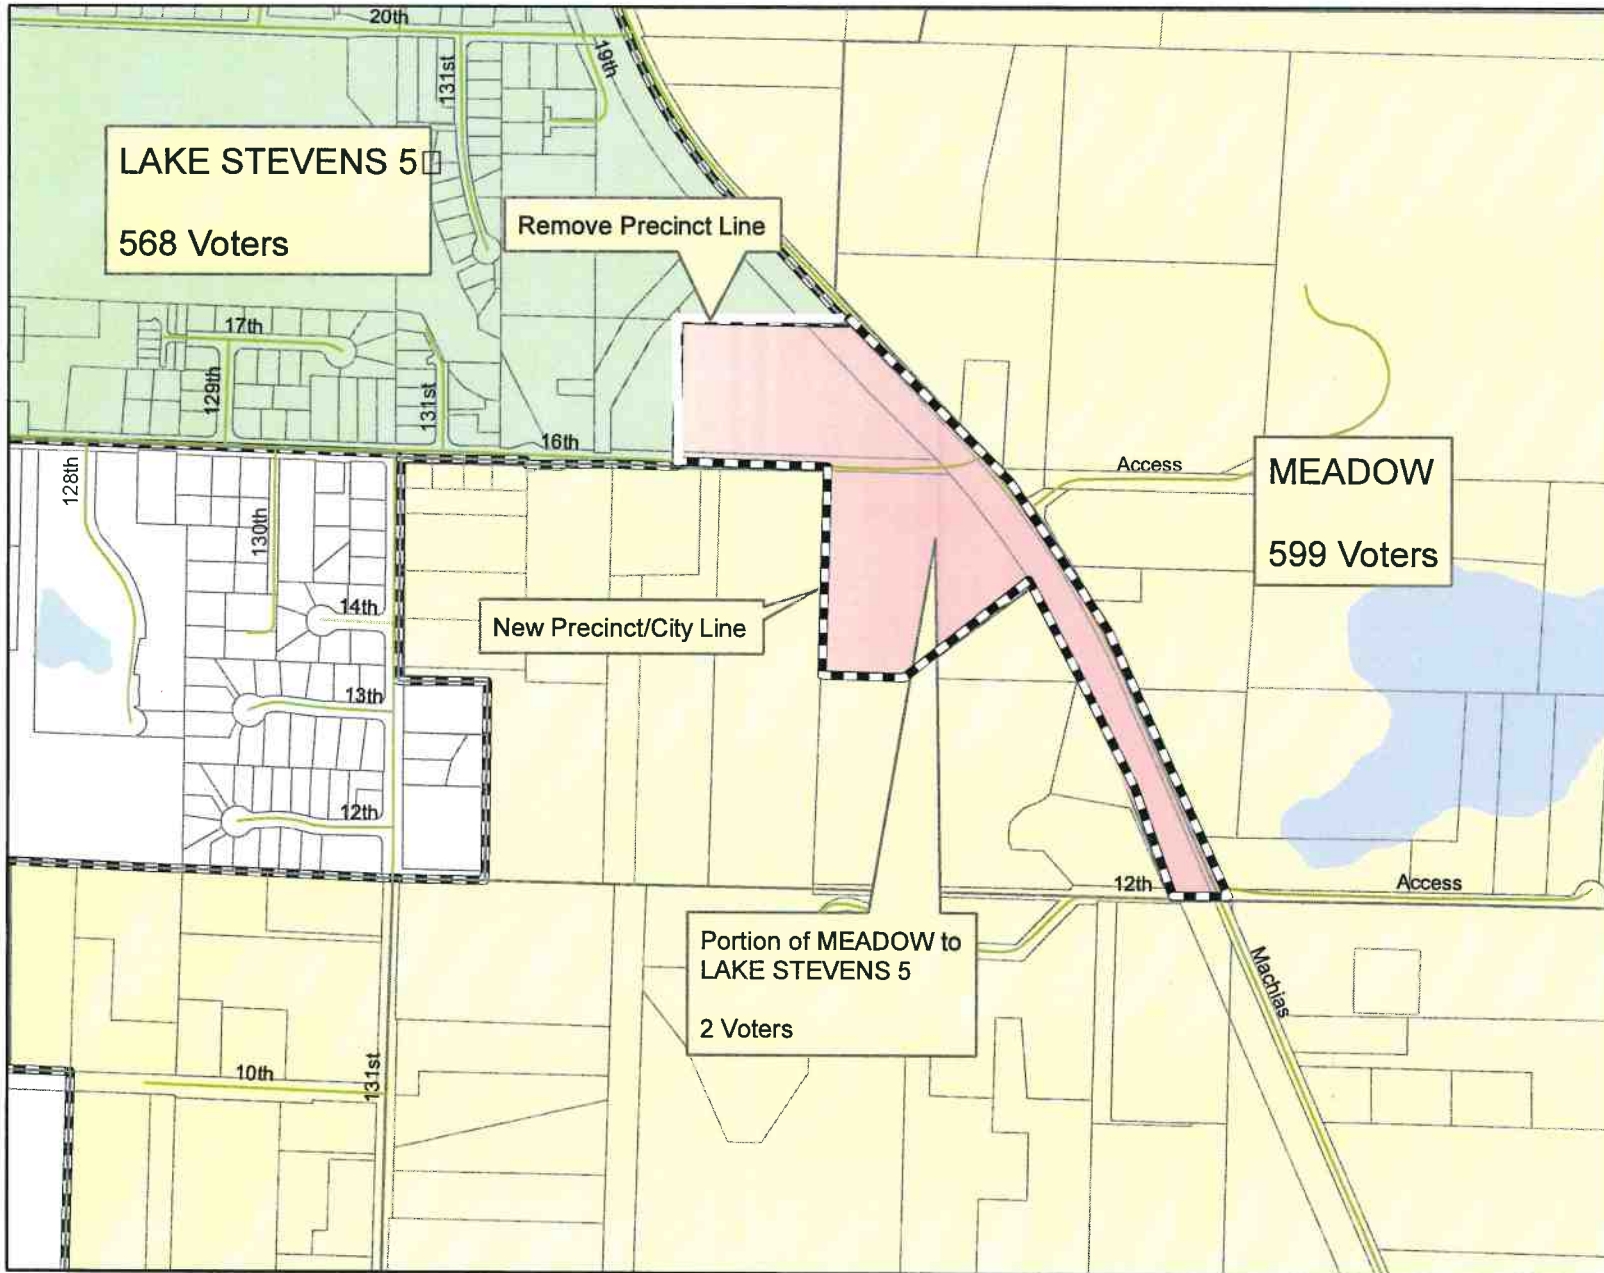 20th
19th
131st
LAKE STEVENS 5
568 Voters
Remove Precinct Line
17th
129th
131st
16th
128th
130th
Access
MEADOW
599 Voters
14th
New Precinct/City Line
13th
12th
12th
Access
Portion of MEADOW to
LAKE STEVENS 5
2 Voters
Machias
10th
131st